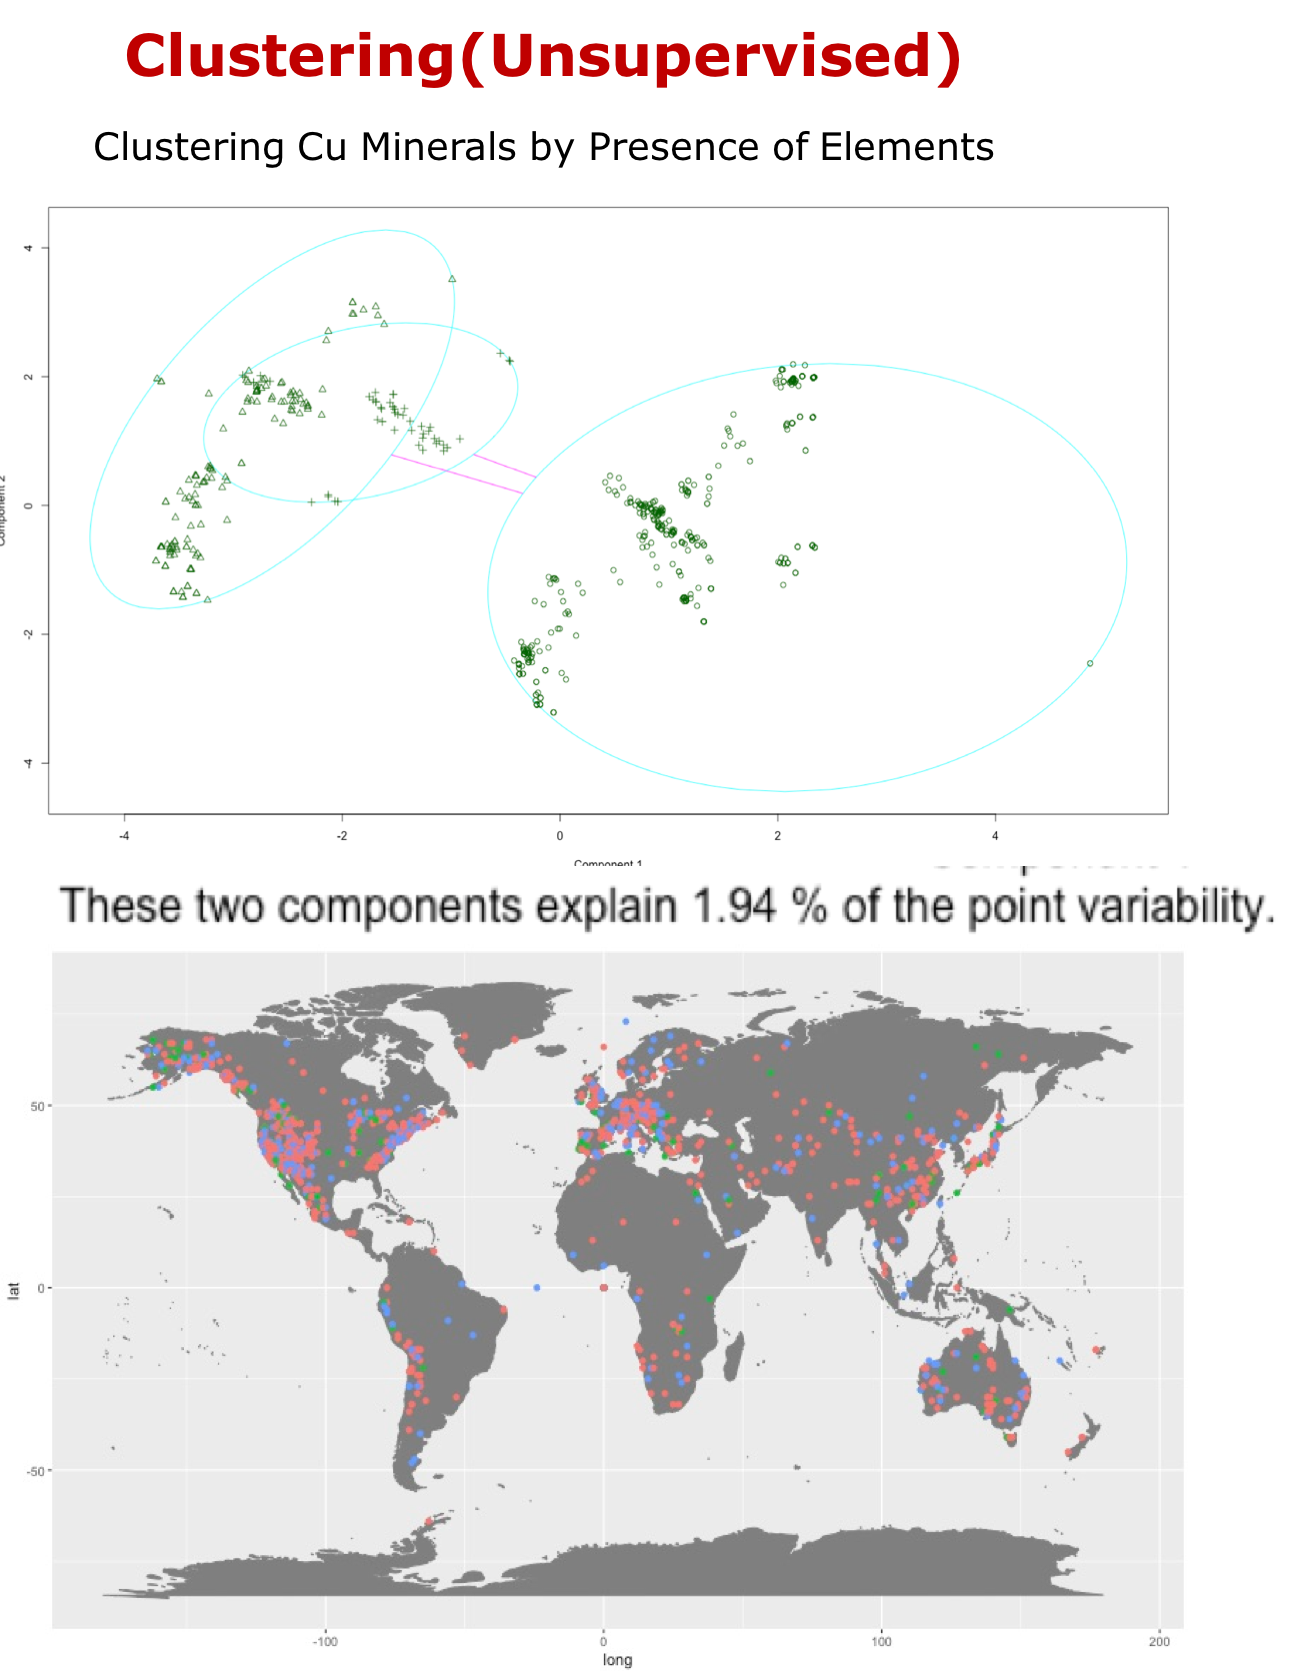 Clustering(Unsupervised)
Clustering Cu Minerals by Presence of Elements
4
2
0
-2
-4
Component 2
-4
-2
0
2
4
Component 1
These two components explain 1.94 % of the point variability.
50
0
-50
lat
-100
0
100
200
long